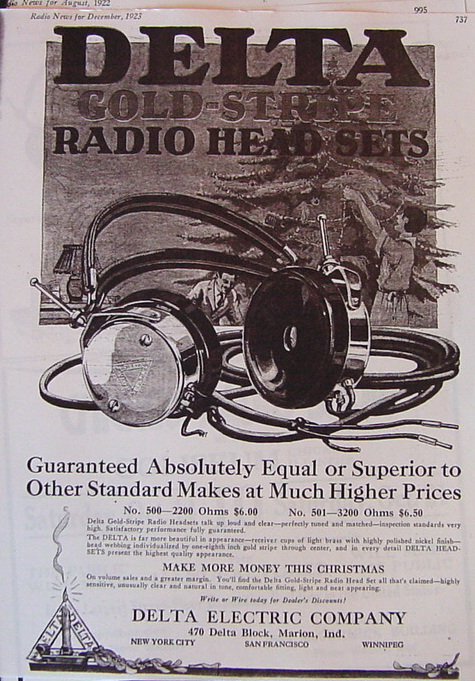 Radio News for August, 1922
995
Radio News for December, 1923
737
DELTA
GOLD-STRIPE
RADIO HEAD SETS
Guaranteed Absolutely Equal or Superior to
Other Standard Makes at Much Higher Prices
No. 500—2200 Ohms $6.00 No. 501—3200 Ohms $6.50
Delta Gold-Stripe Radio Headsets talk up loud and clear—perfectly tuned and matched—inspection standards very
high. Satisfactory performance fully guaranteed.
The DELTA is far more beautiful in appearance—receiver cups of light brass with highly polished nickel finish—
head webbing individualized by one-eighth inch gold stripe through center, and in every detail DELTA HEAD-
SETS present the highest quality appearance.
MAKE MORE MONEY THIS CHRISTMAS
On volume sales and a greater margin. You'll find the Delta Gold-Stripe Radio Head Set all that's claimed—highly
sensitive, unusually clear and natural in tone, comfortable fitting, light and neat appearing.
Write or Wire today for Dealer's Discounts!
DELTA ELECTRIC COMPANY
470 Delta Block, Marion, Ind.
NEW YORK CITY SAN FRANCISCO WINNIPEG
DELTA DELTA